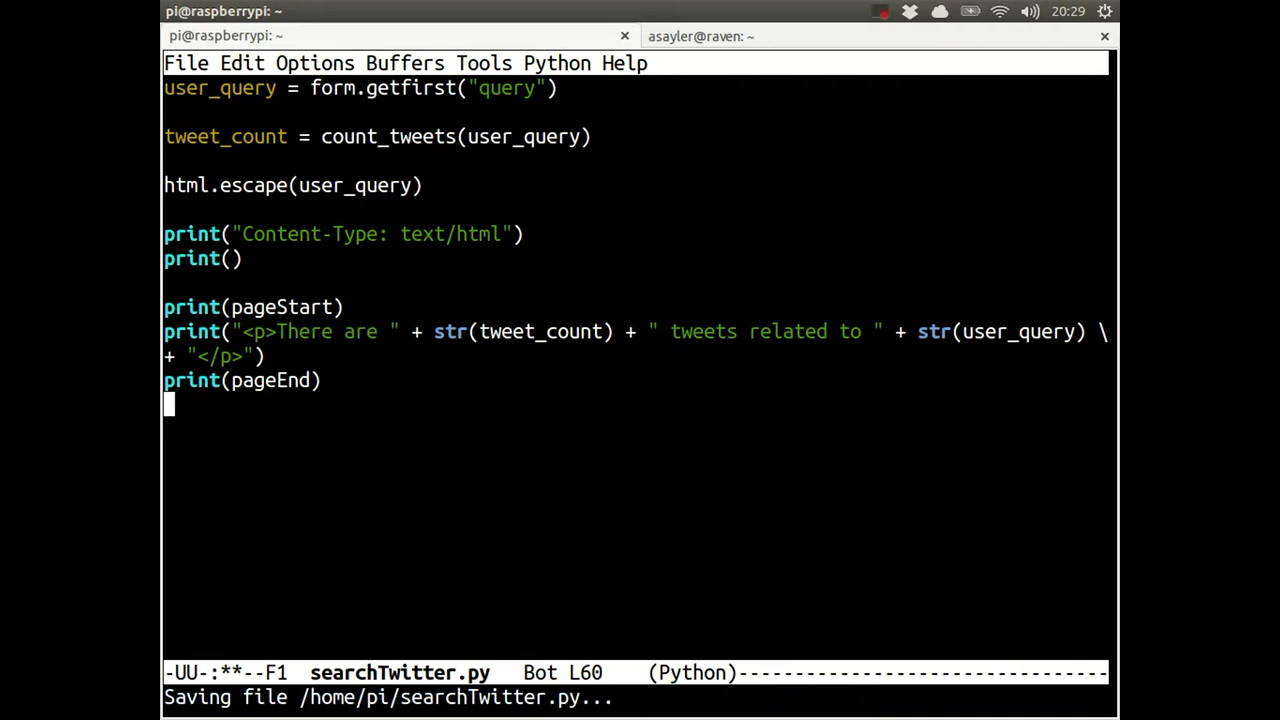 pi@raspberrypi: ~
20:29
pi@raspberrypi: ~ × asayler@raven: ~ ×
File Edit Options Buffers Tools Python Help
user_query = form.getfirst("query")
tweet_count = count_tweets(user_query)
html.escape(user_query)
print("Content-Type: text/html")
print()
print(pageStart)
print("<p>There are " + str(tweet_count) + " tweets related to " + str(user_query) \
+ "</p>")
print(pageEnd)
-UU-:**--F1  searchTwitter.py   Bot L60    (Python)---------------------------------
Saving file /home/pi/searchTwitter.py...